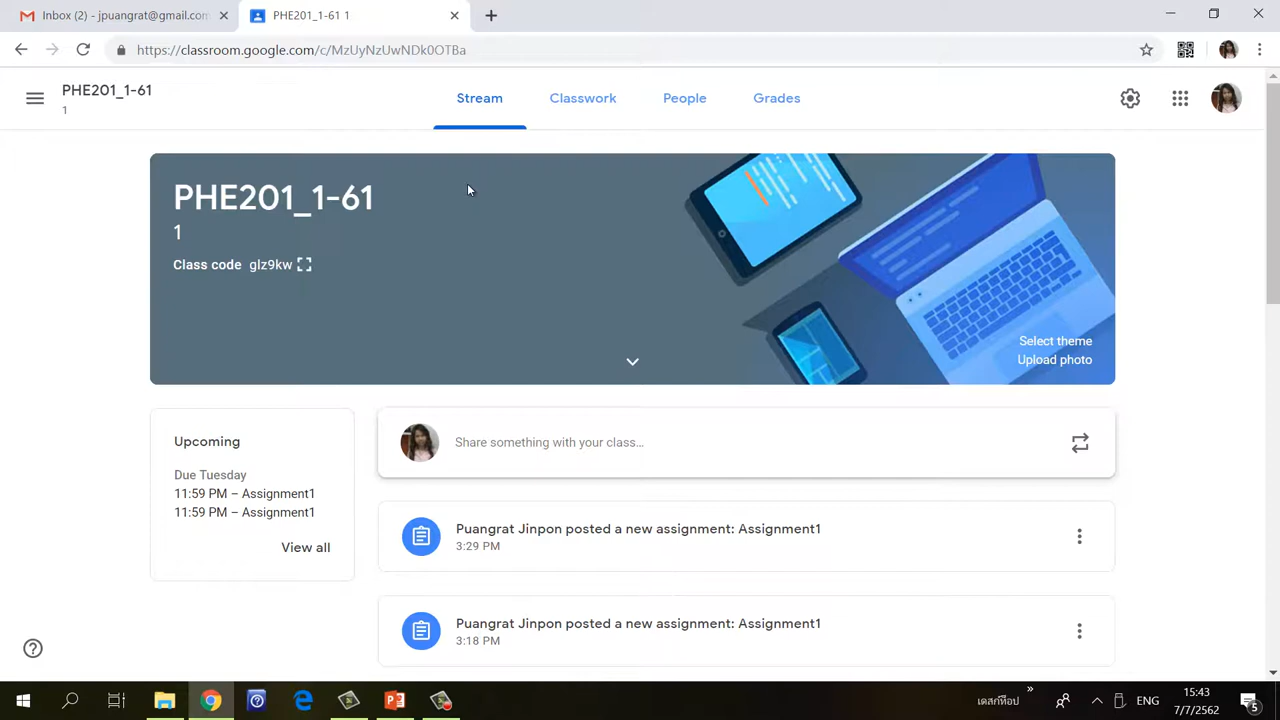 Inbox (2) - jpuangrat@gmail.com
PHE201_1-61 1
https://classroom.google.com/c/MzUyNzUwNDk0OTBa
PHE201_1-61
1
Stream
Classwork
People
Grades
PHE201_1-61
1
Class code glz9kw
Select theme
Upload photo
Upcoming
Due Tuesday
11:59 PM – Assignment1
11:59 PM – Assignment1
View all
Share something with your class...
Puangrat Jinpon posted a new assignment: Assignment1
3:29 PM
Puangrat Jinpon posted a new assignment: Assignment1
3:18 PM
เดสก์ท็อป
ENG
15:43
7/7/2562
5